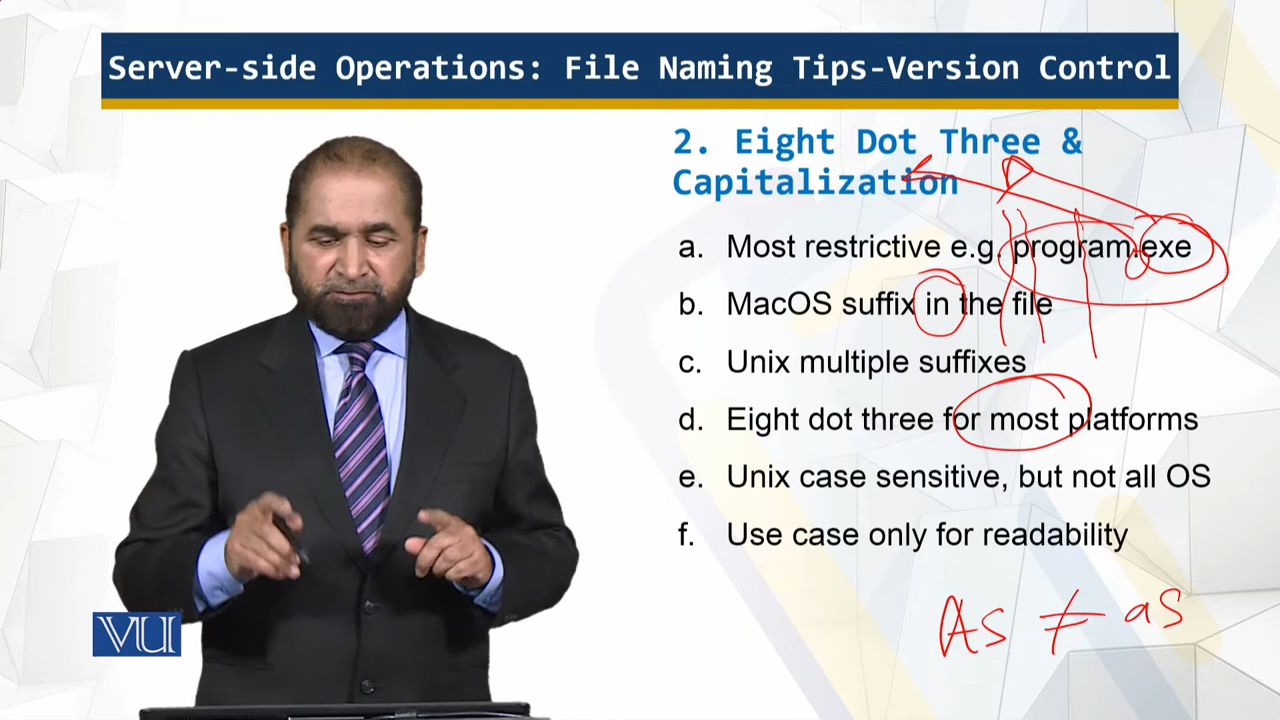 Server-side Operations: File Naming Tips-Version Control
2. Eight Dot Three &
Capitalization
a. Most restrictive e.g. program.exe
b. MacOS suffix in the file
c. Unix multiple suffixes
d. Eight dot three for most platforms
e. Unix case sensitive, but not all OS
f. Use case only for readability
As ≠ as
VU